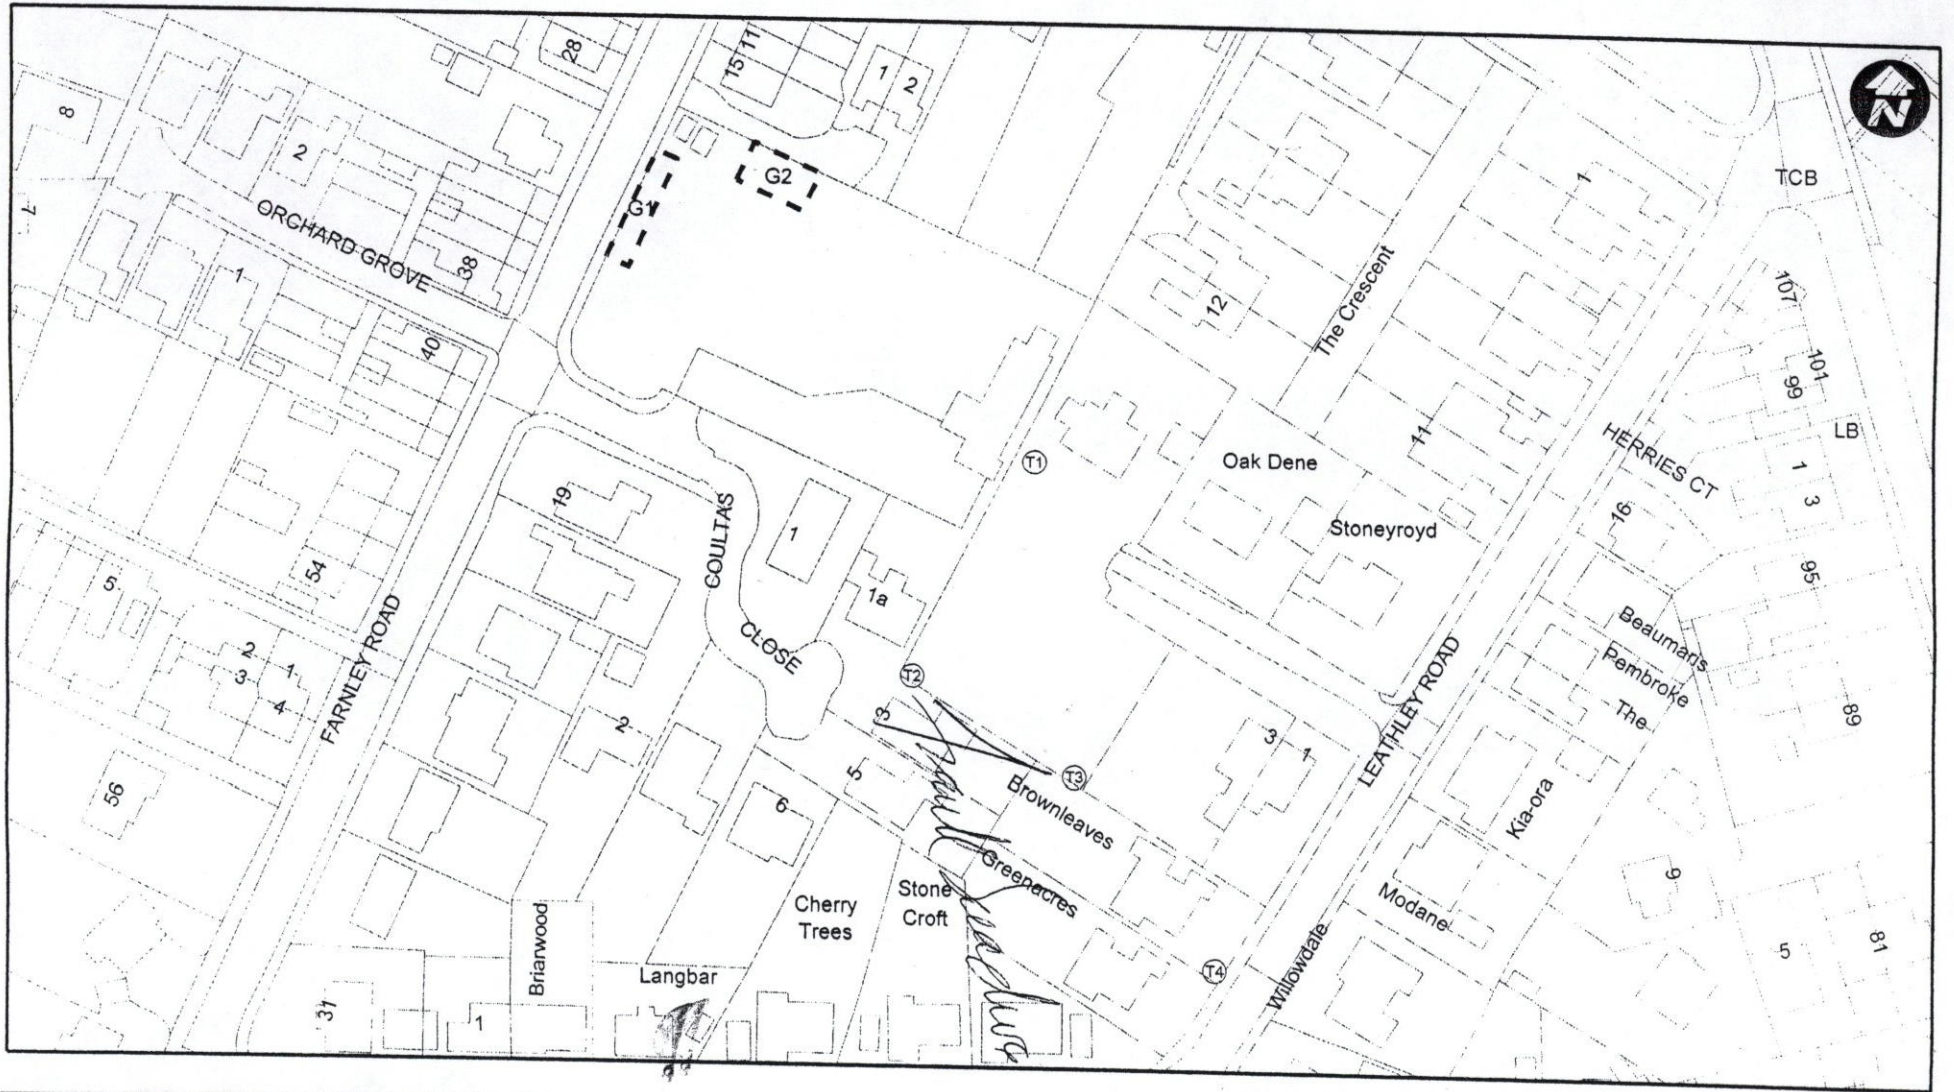 28
15
11
1
2
8
N
TCB
1
G2
2
G1
ORCHARD GROVE
38
7
1
40
12
The Crescent
107
101
99
LB
11
HERRIES CT
T1
Oak Dene
1
3
19
Stoneyroyd
16
COULTAS
1
54
5
95
1a
FARNLEY ROAD
Beaumaris
Pembroke
The
CLOSE
LEATHLEY ROAD
2
1
3
4
T2
3
89
2
3
1
5
T3
Brownleaves
Kia-ora
56
6
Greenacres
9
Cherry
Trees
Stone
Croft
Modane
Briarwood
Langbar
T4
Willowdale
5
81
31
1